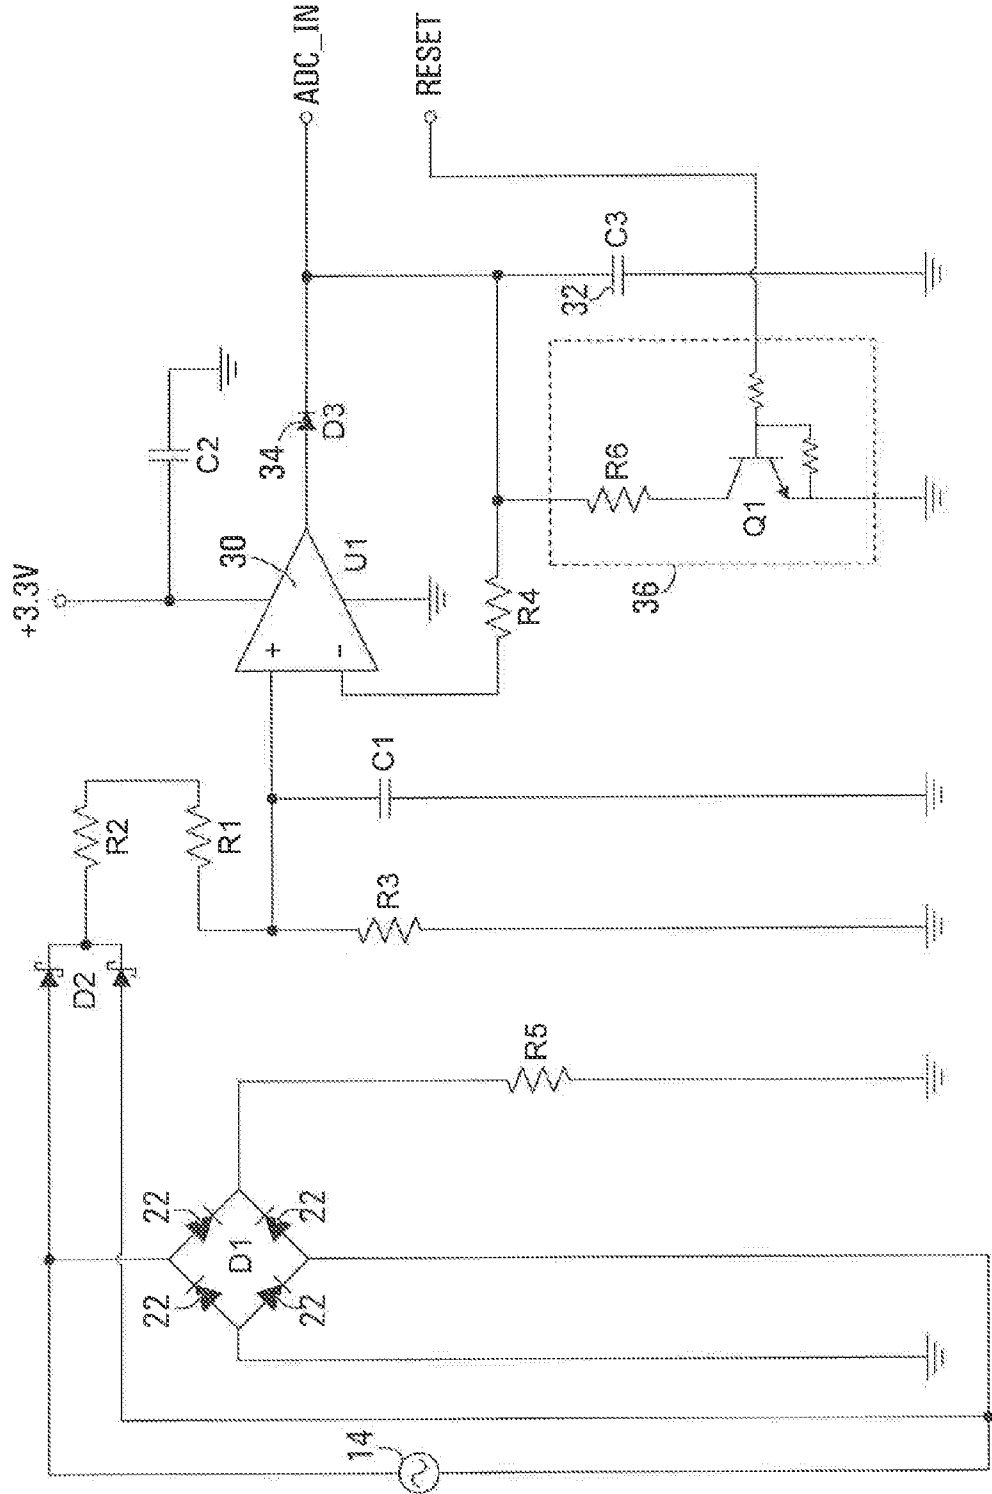 ADC_IN
RESET
+3.3V
C2
34
D3
30
U1
+
-
32
C3
R4
R6
Q1
36
R2
R1
C1
R3
D2
R5
22
22
D1
22
22
14